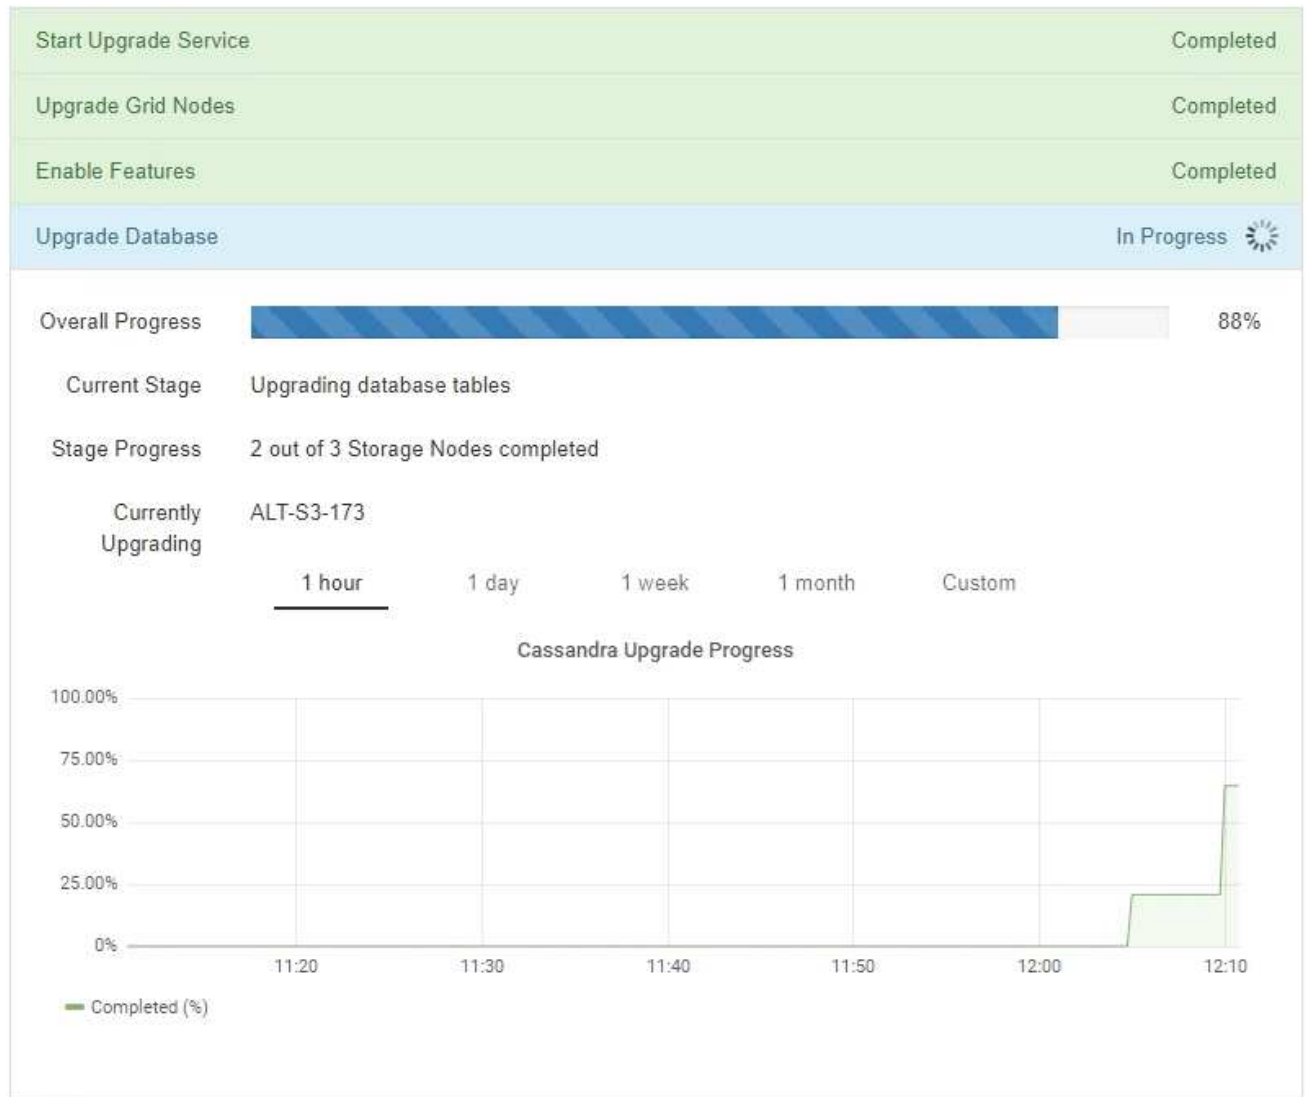 Start Upgrade Service Completed
Upgrade Grid Nodes Completed
Enable Features Completed
Upgrade Database In Progress
Overall Progress 88%
Current Stage Upgrading database tables
Stage Progress 2 out of 3 Storage Nodes completed
Currently ALT-S3-173
Upgrading
1 hour 1 day 1 week 1 month Custom
Cassandra Upgrade Progress
100.00%
75.00%
50.00%
25.00%
0%
11:20 11:30 11:40 11:50 12:00 12:10
Completed (%)